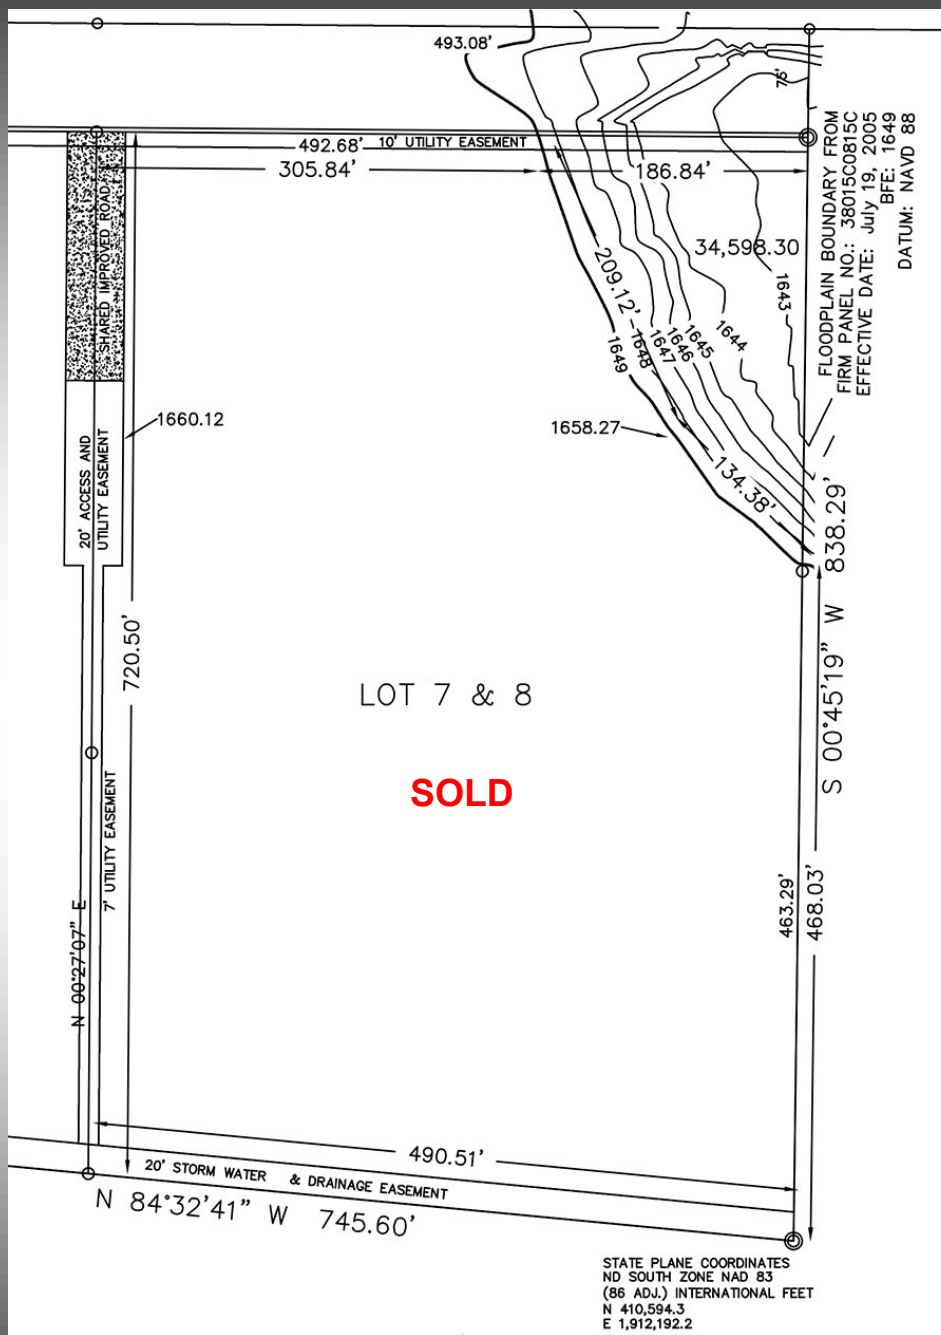 493.08'
76'
492.68' 10' UTILITY EASEMENT
305.84'
186.84'
FLOODPLAIN BOUNDARY FROM
FIRM PANEL NO.: 38015C0815C
EFFECTIVE DATE: July 19, 2005
BFE: 1649
DATUM: NAVD 88
SHARED IMPROVED ROAD
34,598.30
209.12'
1643
1644
1645
1646
1647
1648
1649
1660.12
1658.27
134.38'
20' ACCESS AND
UTILITY EASEMENT
S 00°45'19" W 838.29'
720.50'
LOT 7 & 8
SOLD
7' UTILITY EASEMENT
N 00°27'07" E
463.29'
468.03'
490.51'
20' STORM WATER & DRAINAGE EASEMENT
N 84°32'41" W 745.60'
STATE PLANE COORDINATES
ND SOUTH ZONE NAD 83
(86 ADJ.) INTERNATIONAL FEET
N 410,594.3
E 1,912,192.2